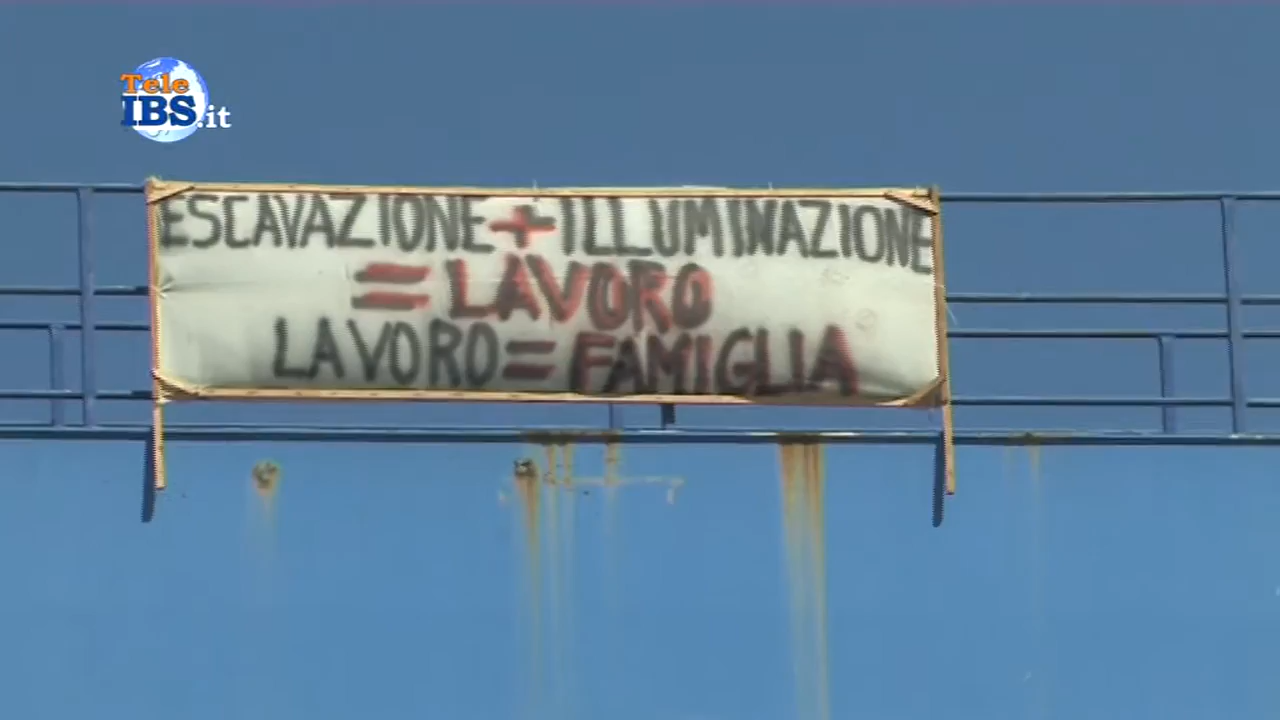 Tele
IBS.it
ESCAVAZIONE + ILLUMINAZIONE
= LAVORO
LAVORO = FAMIGLIA